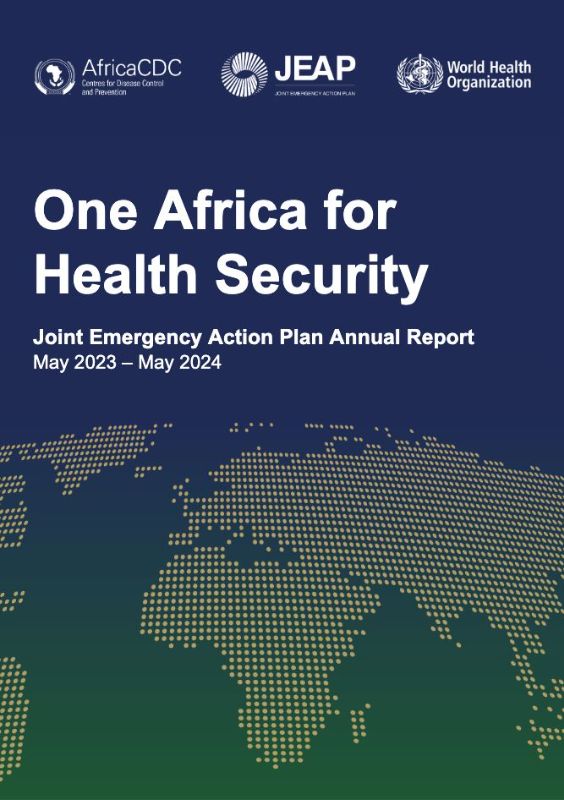 AfricaCDC
Centres for Disease Control
and Prevention
JEAP
JOINT EMERGENCY ACTION PLAN
World Health
Organization
One Africa for
Health Security
Joint Emergency Action Plan Annual Report
May 2023 – May 2024